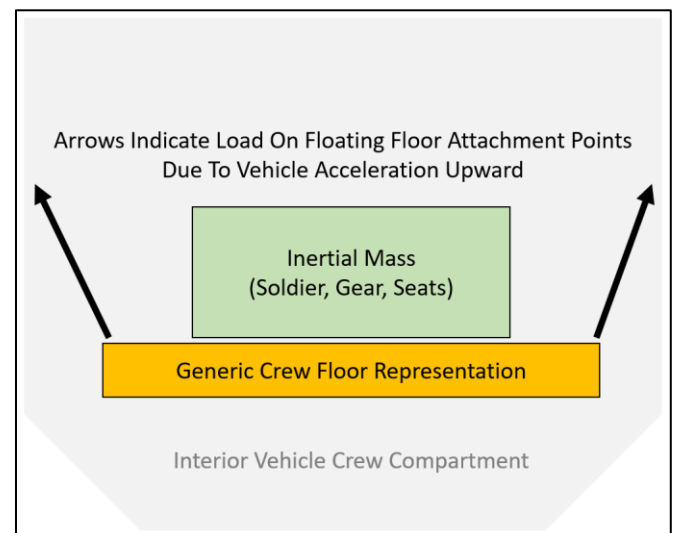 Arrows Indicate Load On Floating Floor Attachment Points
Due To Vehicle Acceleration Upward
Inertial Mass
(Soldier, Gear, Seats)
Generic Crew Floor Representation
Interior Vehicle Crew Compartment